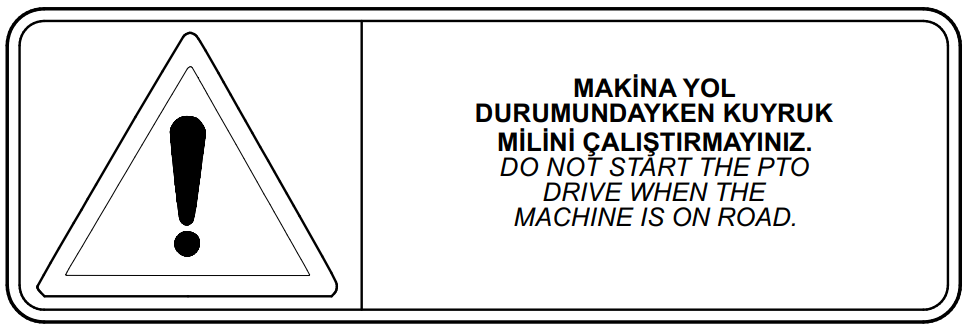 MAKİNA YOL
DURUMUNDAYKEN KUYRUK
MİLİNİ ÇALIŞTIRMAYINIZ.
DO NOT START THE PTO
DRIVE WHEN THE
MACHINE IS ON ROAD.